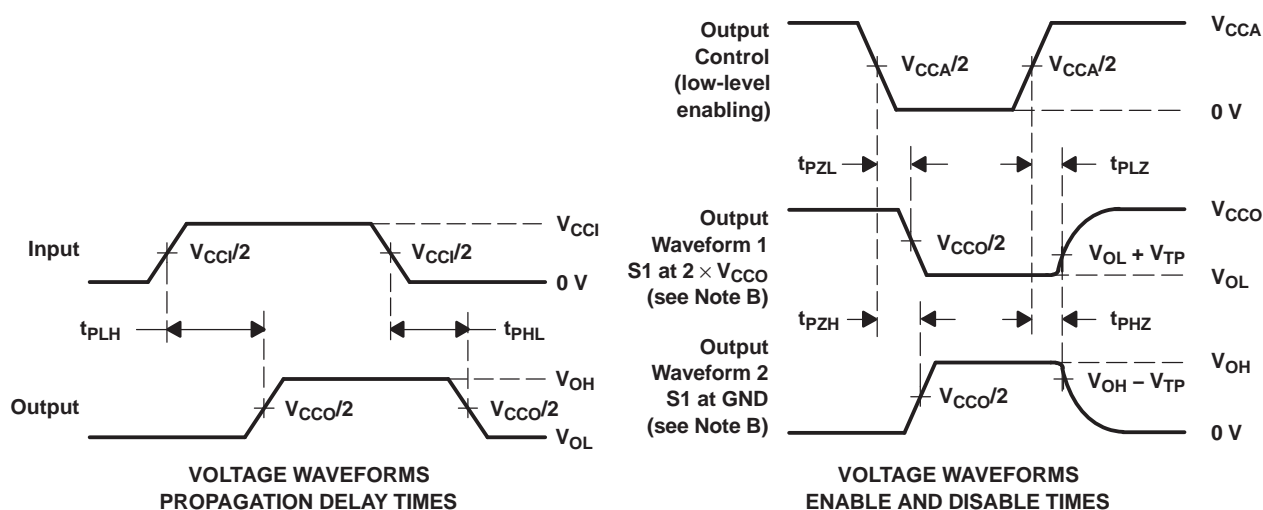 Input
V_CCI/2
V_CCI/2
V_CCI
0 V
t_PLH
t_PHL
Output
V_CCO/2
V_CCO/2
V_OH
V_OL
VOLTAGE WAVEFORMS
PROPAGATION DELAY TIMES
Output
Control
(low-level
enabling)
V_CCA/2
V_CCA/2
V_CCA
0 V
t_PZL
t_PLZ
Output
Waveform 1
S1 at 2 × V_CCO
(see Note B)
V_CCO/2
V_CCO
V_OL + V_TP
V_OL
t_PZH
t_PHZ
Output
Waveform 2
S1 at GND
(see Note B)
V_CCO/2
V_OH
V_OH − V_TP
0 V
VOLTAGE WAVEFORMS
ENABLE AND DISABLE TIMES